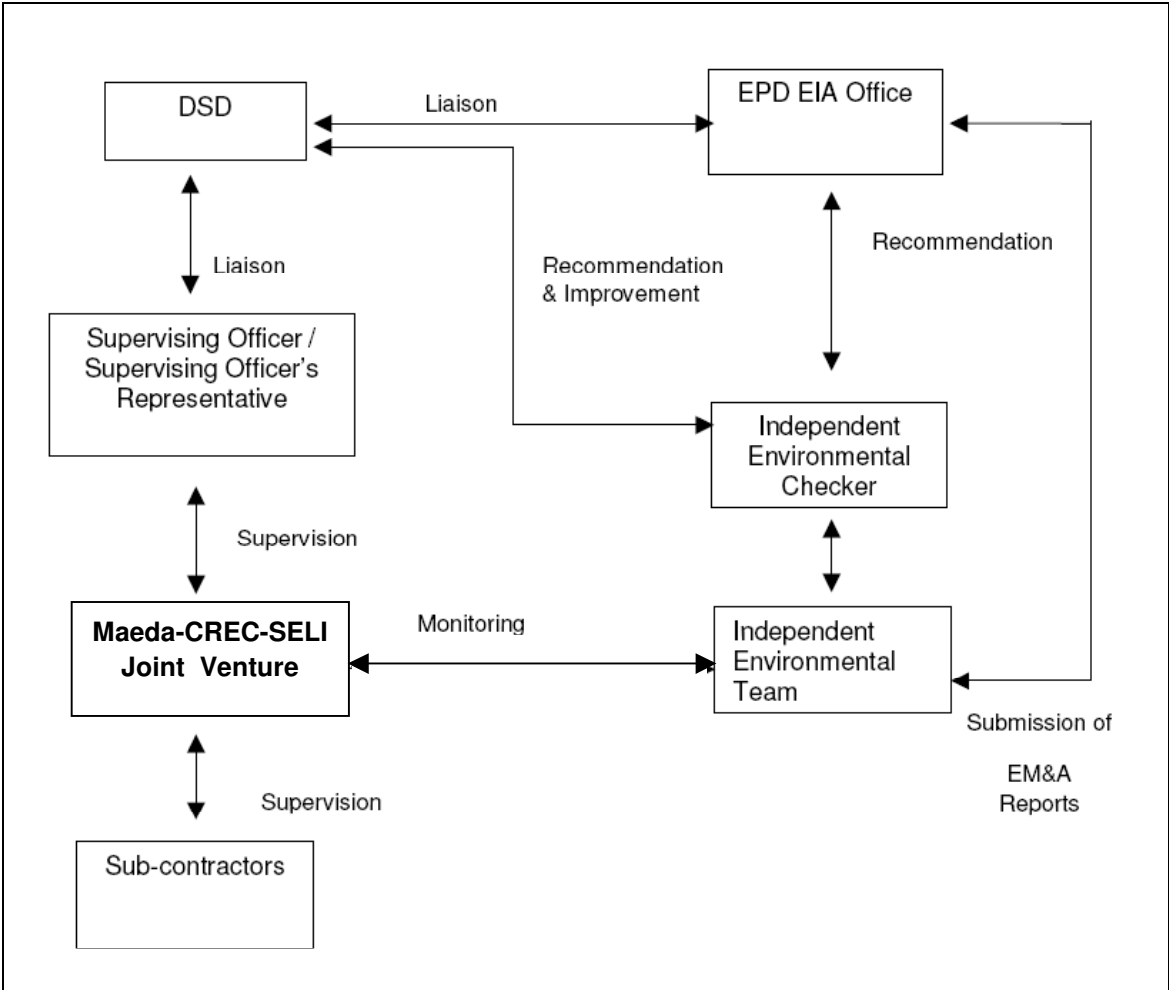 DSD
Liaison
EPD EIA Office
Liaison
Recommendation
& Improvement
Recommendation
Supervising Officer /
Supervising Officer's
Representative
Independent
Environmental
Checker
Supervision
Maeda-CREC-SELI
Joint Venture
Monitoring
Independent
Environmental
Team
Submission of
EM&A
Reports
Supervision
Sub-contractors